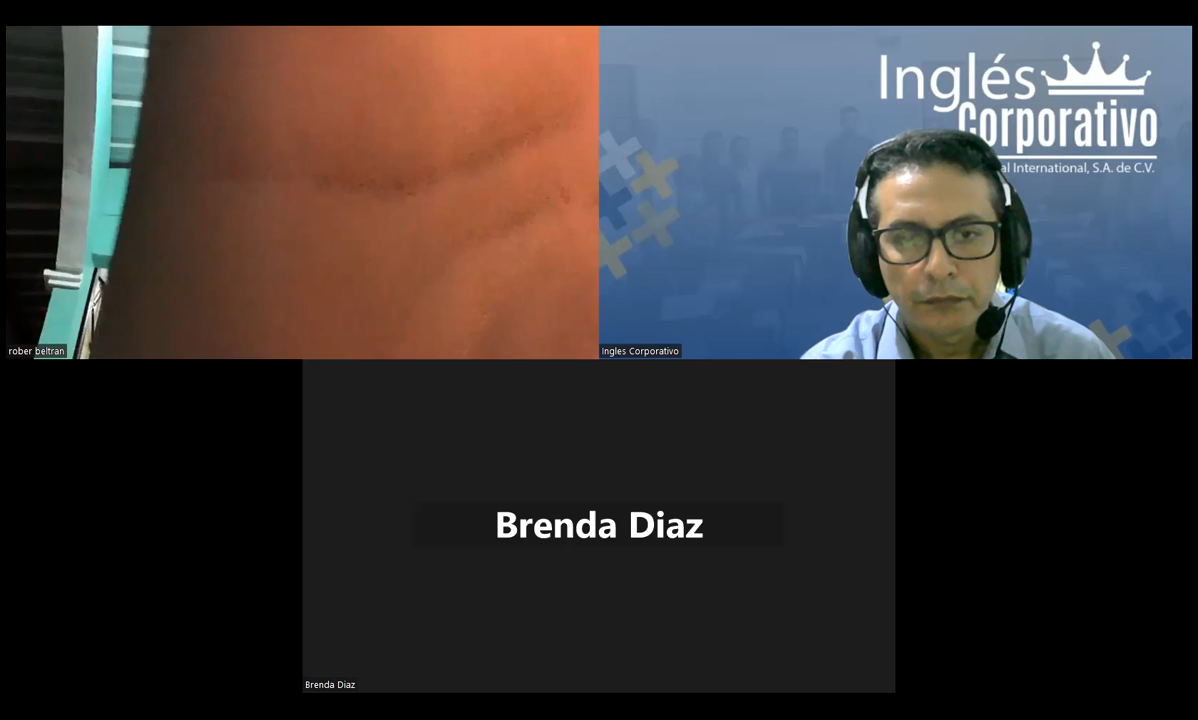 Inglés
Corporativo
al International, S.A. de C.V.
rober beltran
Ingles Corporativo
Brenda Diaz
Brenda Diaz